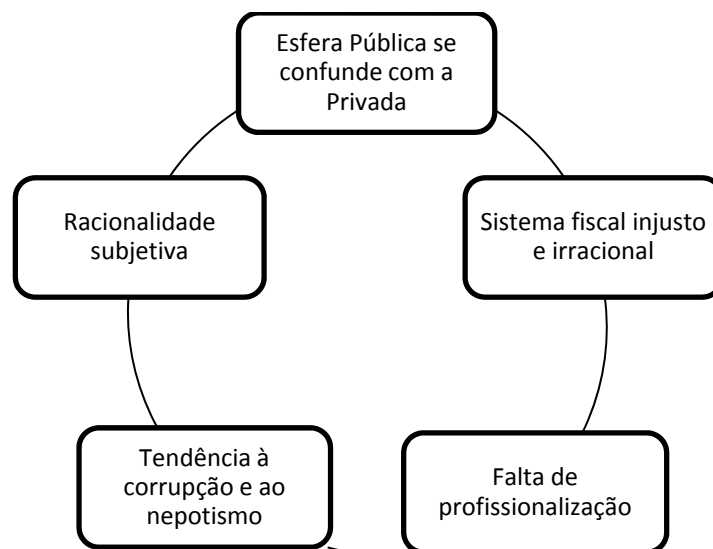 Esfera Pública se
confunde com a
Privada
Racionalidade
subjetiva
Sistema fiscal injusto
e irracional
Tendência à
corrupção e ao
nepotismo
Falta de
profissionalização